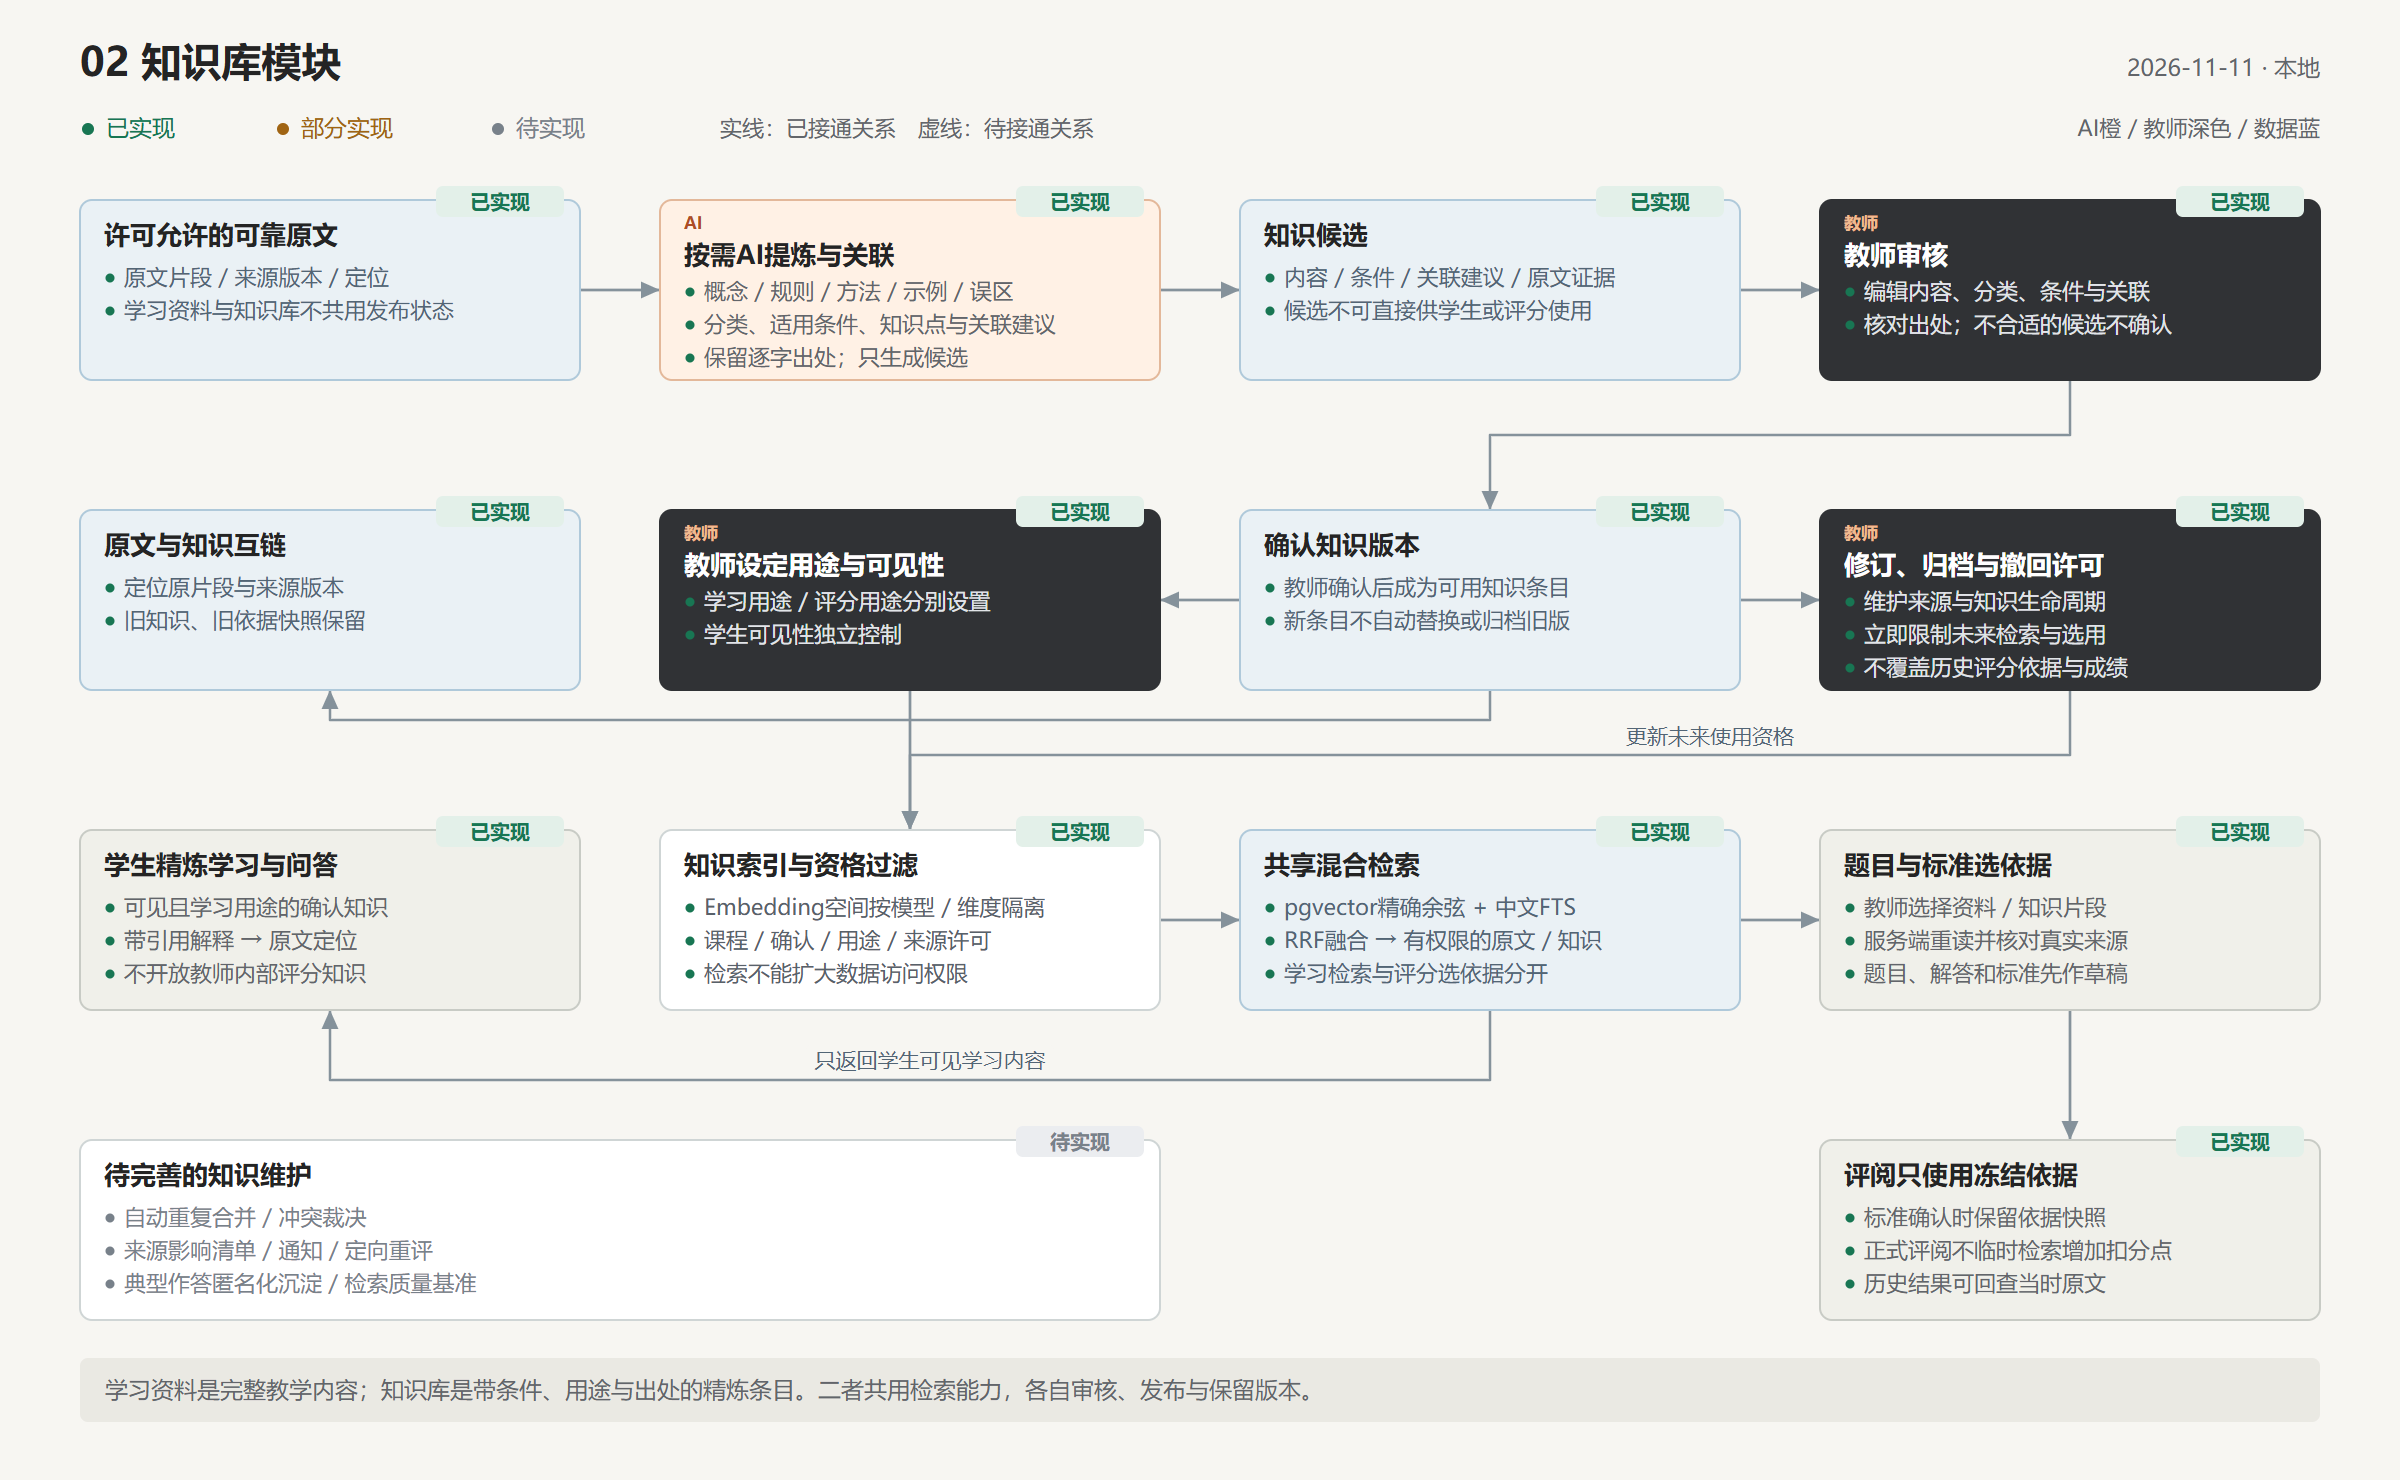 02 知识库模块
2026-11-11 · 本地
已实现
部分实现
待实现
实线：已接通关系 虚线：待接通关系
AI橙 / 教师深色 / 数据蓝
已实现
许可允许的可靠原文
原文片段 / 来源版本 / 定位
学习资料与知识库不共用发布状态
已实现
AI
按需AI提炼与关联
概念 / 规则 / 方法 / 示例 / 误区
分类、适用条件、知识点与关联建议
保留逐字出处；只生成候选
已实现
知识候选
内容 / 条件 / 关联建议 / 原文证据
候选不可直接供学生或评分使用
已实现
教师
教师审核
编辑内容、分类、条件与关联
核对出处；不合适的候选不确认
已实现
原文与知识互链
定位原片段与来源版本
旧知识、旧依据快照保留
已实现
教师
教师设定用途与可见性
学习用途 / 评分用途分别设置
学生可见性独立控制
已实现
确认知识版本
教师确认后成为可用知识条目
新条目不自动替换或归档旧版
已实现
教师
修订、归档与撤回许可
维护来源与知识生命周期
立即限制未来检索与选用
不覆盖历史评分依据与成绩
更新未来使用资格
已实现
学生精炼学习与问答
可见且学习用途的确认知识
带引用解释 → 原文定位
不开放教师内部评分知识
已实现
知识索引与资格过滤
Embedding空间按模型 / 维度隔离
课程 / 确认 / 用途 / 来源许可
检索不能扩大数据访问权限
已实现
共享混合检索
pgvector精确余弦 + 中文FTS
RRF融合 → 有权限的原文 / 知识
学习检索与评分选依据分开
已实现
题目与标准选依据
教师选择资料 / 知识片段
服务端重读并核对真实来源
题目、解答和标准先作草稿
只返回学生可见学习内容
待实现
待完善的知识维护
自动重复合并 / 冲突裁决
来源影响清单 / 通知 / 定向重评
典型作答匿名化沉淀 / 检索质量基准
已实现
评阅只使用冻结依据
标准确认时保留依据快照
正式评阅不临时检索增加扣分点
历史结果可回查当时原文
学习资料是完整教学内容；知识库是带条件、用途与出处的精炼条目。二者共用检索能力，各自审核、发布与保留版本。